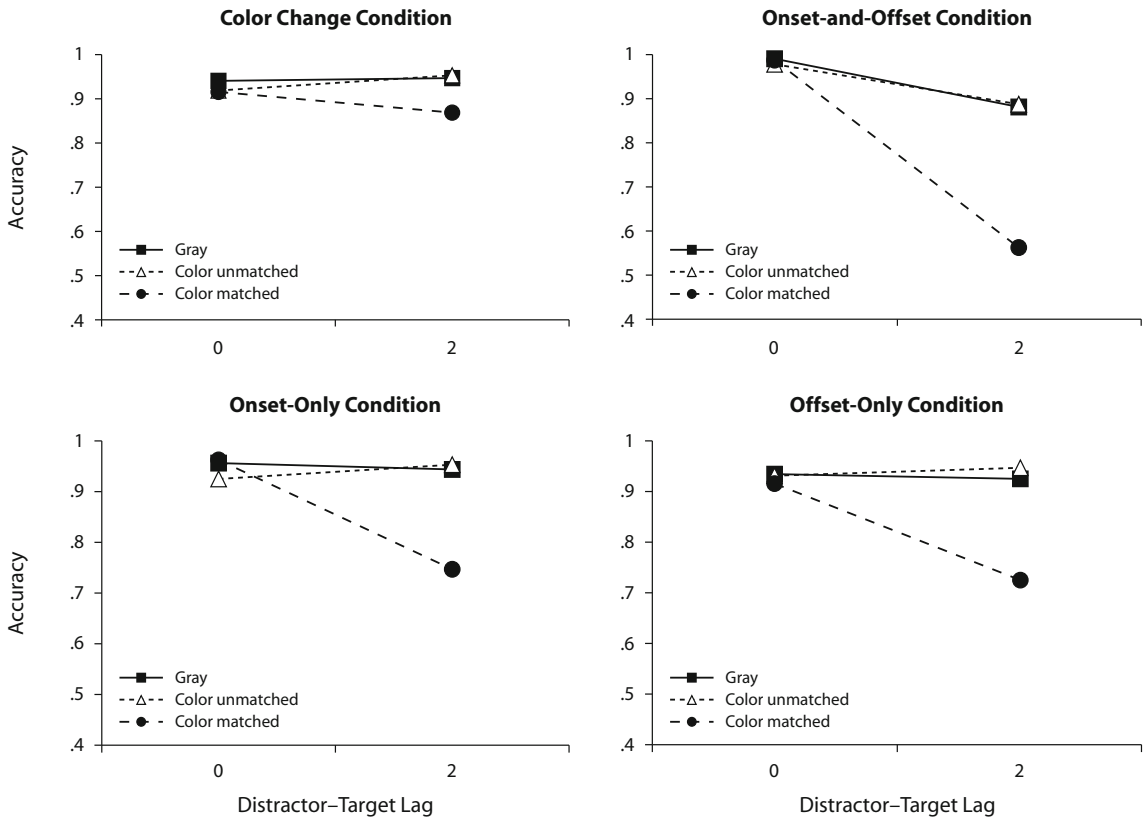 Color Change Condition
Accuracy
1
.9
.8
.7
.6
.5
.4
Gray
Color unmatched
Color matched
0
2
Onset-and-Offset Condition
1
.9
.8
.7
.6
.5
.4
Gray
Color unmatched
Color matched
0
2
Onset-Only Condition
Accuracy
1
.9
.8
.7
.6
.5
.4
Gray
Color unmatched
Color matched
0
2
Distractor–Target Lag
Offset-Only Condition
1
.9
.8
.7
.6
.5
.4
Gray
Color unmatched
Color matched
0
2
Distractor–Target Lag